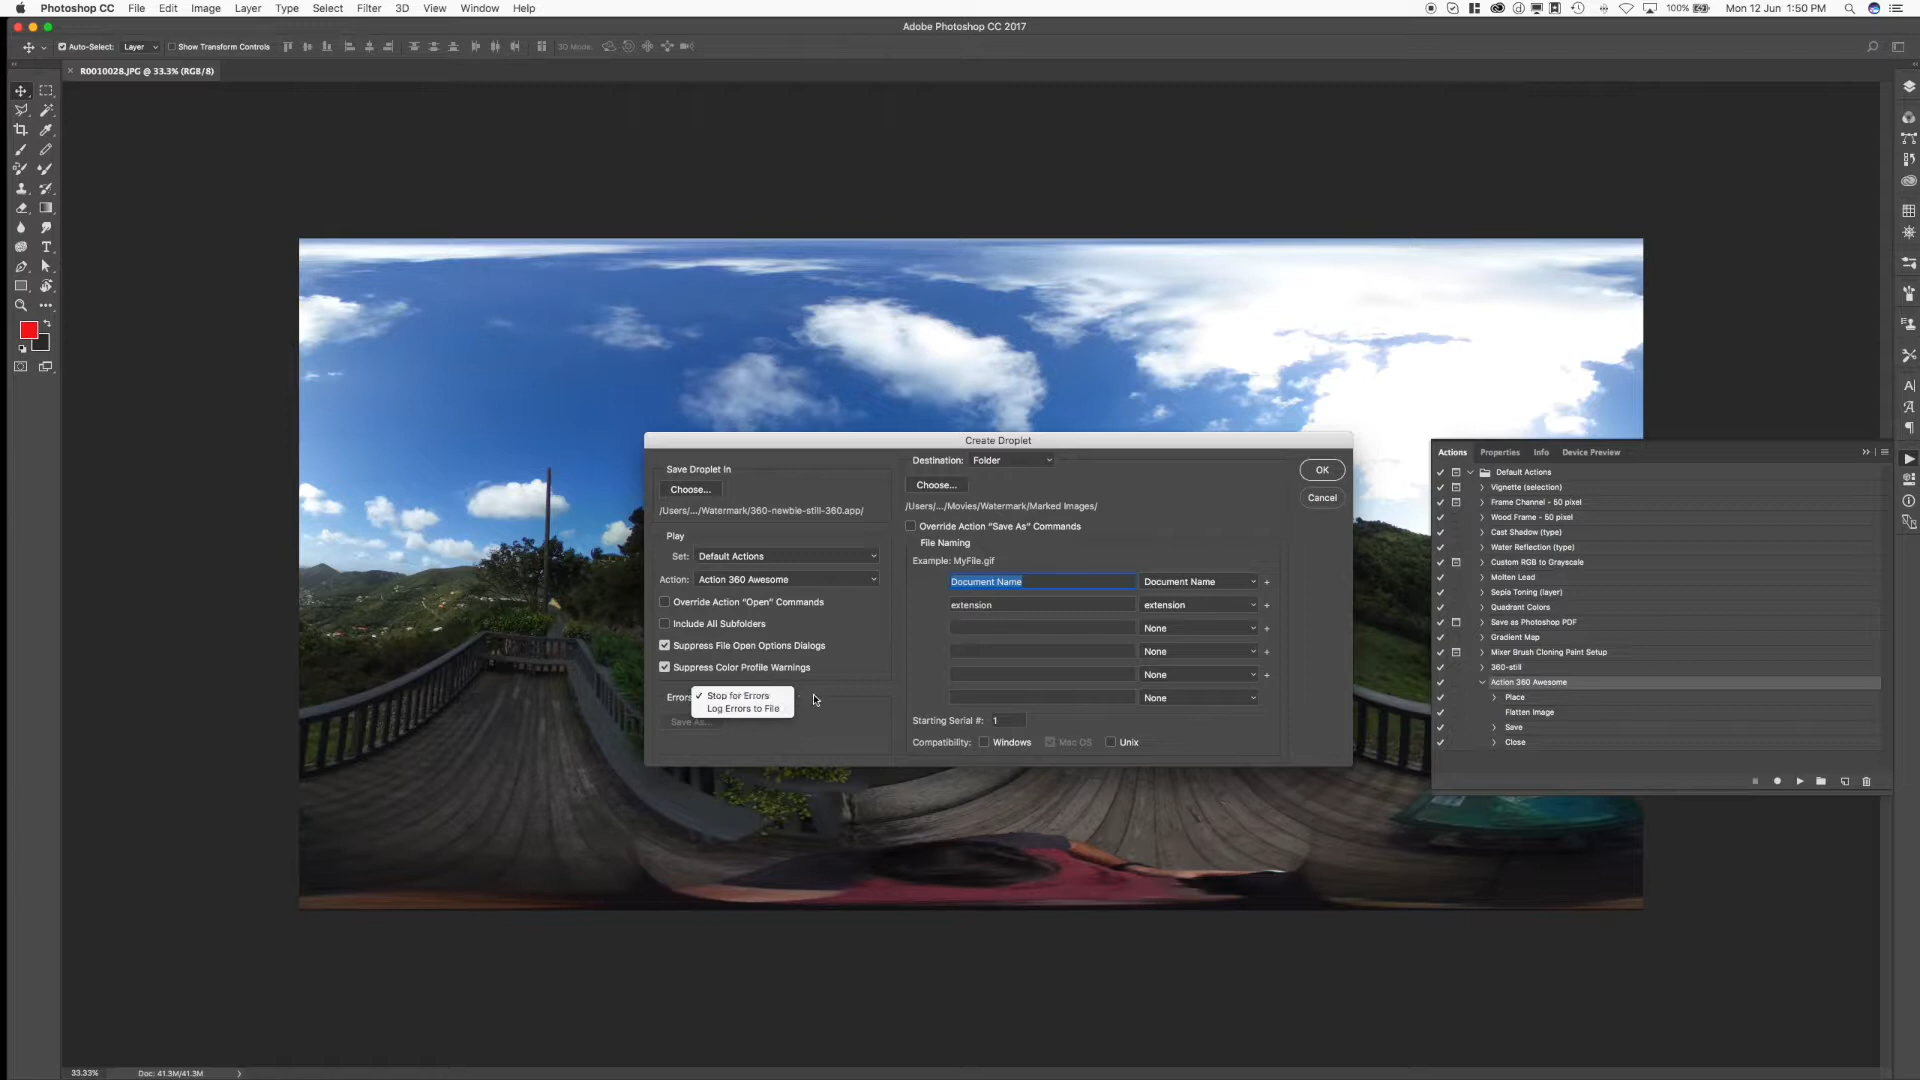 Photoshop CC File Edit Image Layer Type Select Filter 3D View Window Help 100% Mon 12 Jun 1:50 PM
Adobe Photoshop CC 2017
Auto-Select: Layer Show Transform Controls 3D Mode:
R0010028.JPG @ 33.3% (RGB/8)
Create Droplet
Save Droplet In
Choose...
/Users/.../Watermark/360-newbie-still-360.app/
Play
Set: Default Actions
Action: Action 360 Awesome
Override Action "Open" Commands
Include All Subfolders
Suppress File Open Options Dialogs
Suppress Color Profile Warnings
Errors
Stop for Errors
Log Errors to File
Save As...
Destination: Folder
Choose...
/Users/.../Movies/Watermark/Marked Images/
Override Action "Save As" Commands
File Naming
Example: MyFile.gif
Document Name Document Name +
extension extension +
None +
None +
None +
None
Starting Serial #: 1
Compatibility: Windows Mac OS Unix
OK
Cancel
Actions Properties Info Device Preview
Default Actions
Vignette (selection)
Frame Channel - 50 pixel
Wood Frame - 50 pixel
Cast Shadow (type)
Water Reflection (type)
Custom RGB to Grayscale
Molten Lead
Sepia Toning (layer)
Quadrant Colors
Save as Photoshop PDF
Gradient Map
Mixer Brush Cloning Paint Setup
360-still
Action 360 Awesome
Place
Flatten Image
Save
Close
33.33% Doc: 41.3M/41.3M